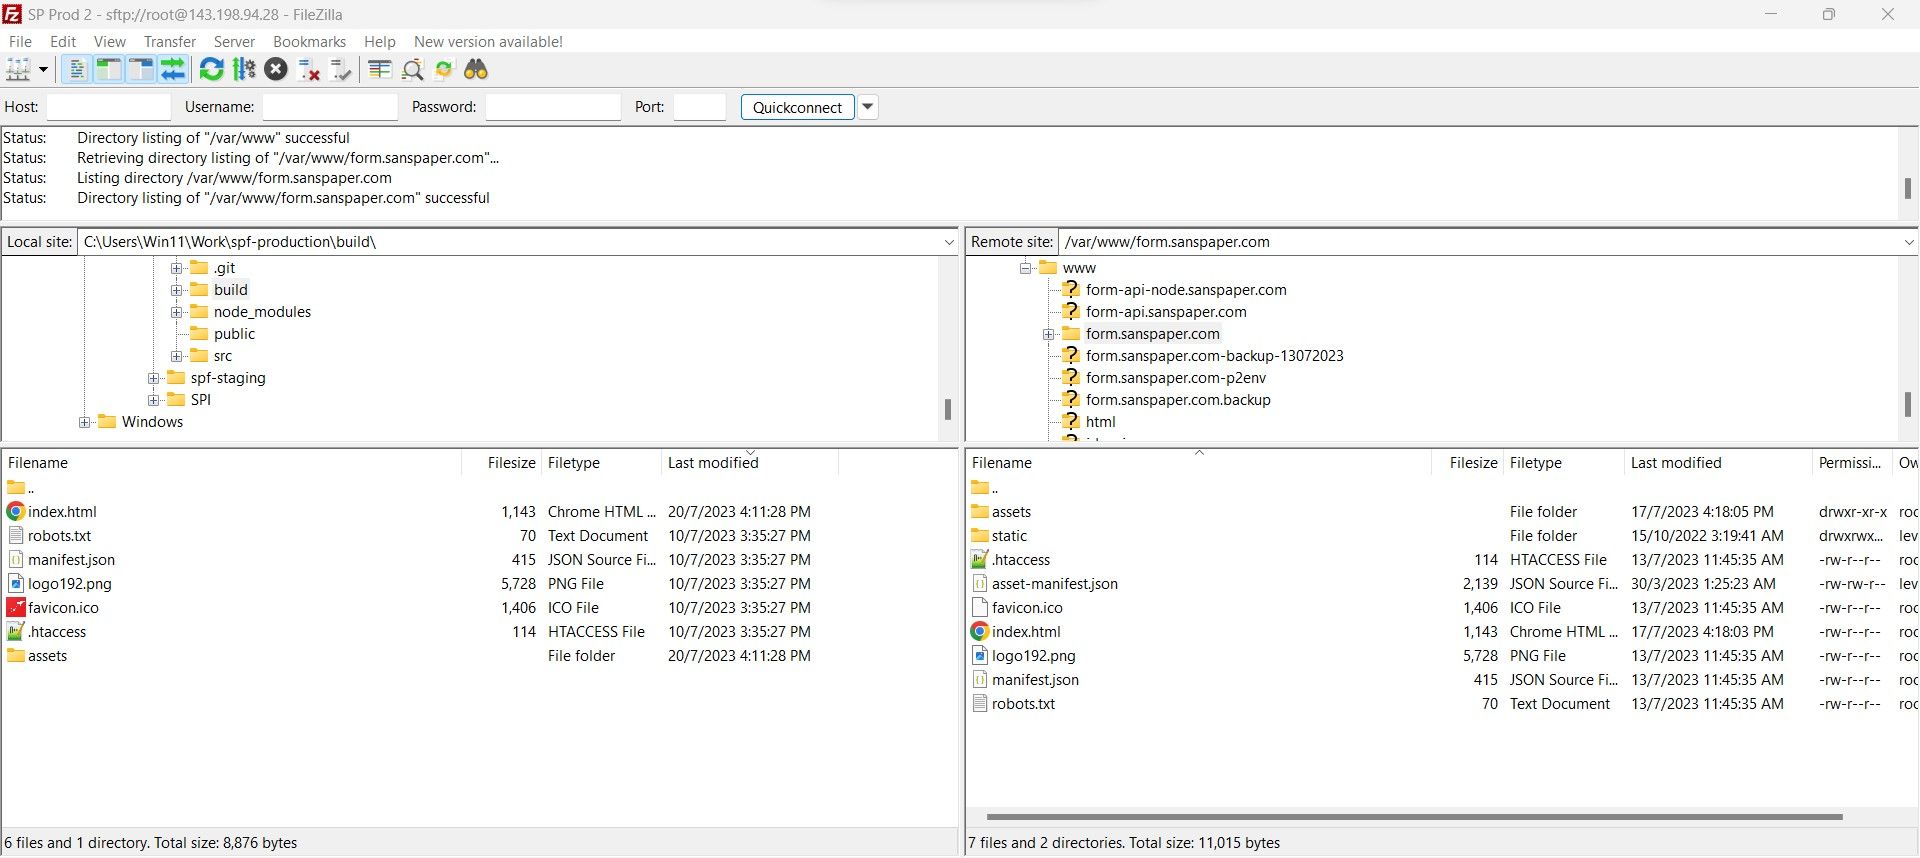 SP Prod 2 - sftp://root@143.198.94.28 - FileZilla
File Edit View Transfer Server Bookmarks Help New version available!
Host: Username: Password: Port: Quickconnect
Status: Directory listing of "/var/www" successful
Status: Retrieving directory listing of "/var/www/form.sanspaper.com"...
Status: Listing directory /var/www/form.sanspaper.com
Status: Directory listing of "/var/www/form.sanspaper.com" successful
Local site: C:\Users\Win11\Work\spf-production\build\
.git
build
node_modules
public
src
spf-staging
SPI
Windows
Filename Filesize Filetype Last modified
..
index.html 1,143 Chrome HTML ... 20/7/2023 4:11:28 PM
robots.txt 70 Text Document 10/7/2023 3:35:27 PM
manifest.json 415 JSON Source Fi... 10/7/2023 3:35:27 PM
logo192.png 5,728 PNG File 10/7/2023 3:35:27 PM
favicon.ico 1,406 ICO File 10/7/2023 3:35:27 PM
.htaccess 114 HTACCESS File 10/7/2023 3:35:27 PM
assets File folder 20/7/2023 4:11:28 PM
6 files and 1 directory. Total size: 8,876 bytes
Remote site: /var/www/form.sanspaper.com
www
form-api-node.sanspaper.com
form-api.sanspaper.com
form.sanspaper.com
form.sanspaper.com-backup-13072023
form.sanspaper.com-p2env
form.sanspaper.com.backup
html
Filename Filesize Filetype Last modified Permissi... Ow
..
assets File folder 17/7/2023 4:18:05 PM drwxr-xr-x roo
static File folder 15/10/2022 3:19:41 AM drwxrwx... lev
.htaccess 114 HTACCESS File 13/7/2023 11:45:35 AM -rw-r--r-- roo
asset-manifest.json 2,139 JSON Source Fi... 30/3/2023 1:25:23 AM -rw-rw-r-- lev
favicon.ico 1,406 ICO File 13/7/2023 11:45:35 AM -rw-r--r-- roo
index.html 1,143 Chrome HTML ... 17/7/2023 4:18:03 PM -rw-r--r-- roo
logo192.png 5,728 PNG File 13/7/2023 11:45:35 AM -rw-r--r-- roo
manifest.json 415 JSON Source Fi... 13/7/2023 11:45:35 AM -rw-r--r-- roo
robots.txt 70 Text Document 13/7/2023 11:45:35 AM -rw-r--r-- roo
7 files and 2 directories. Total size: 11,015 bytes